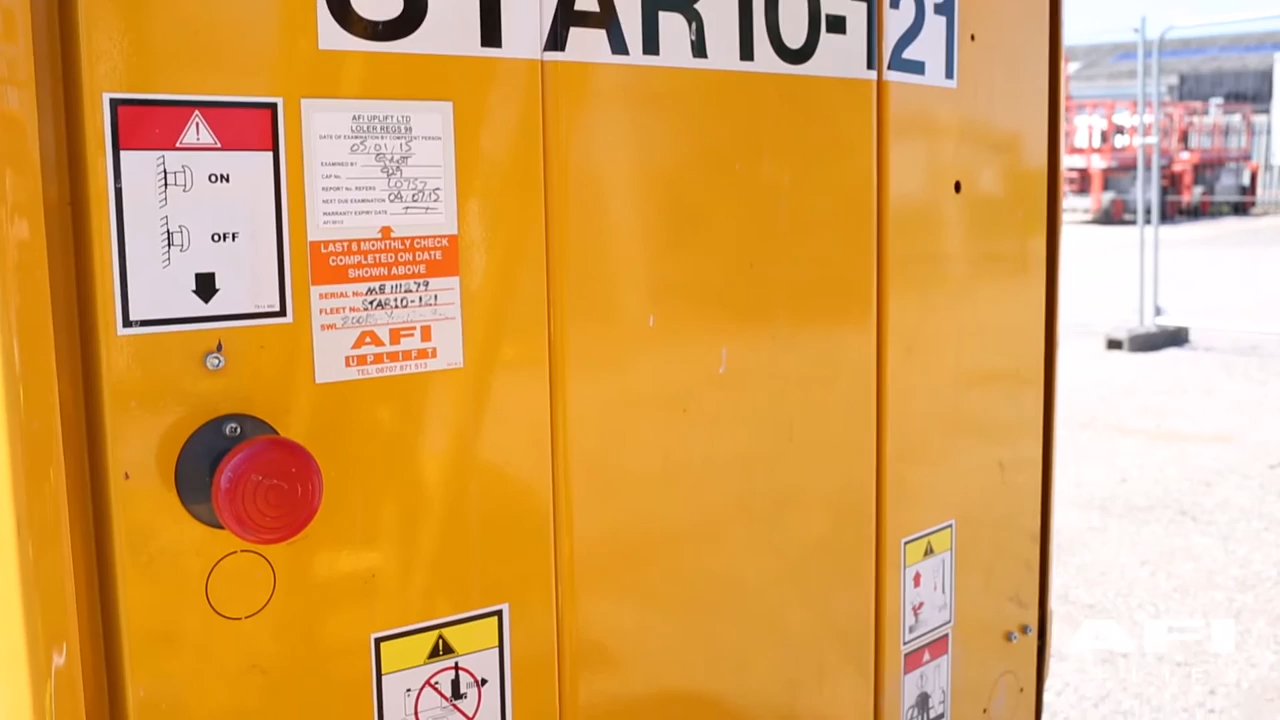 STAR10-121
ON
OFF
AFI UPLIFT LTD
LOLER REGS 98
DATE OF EXAMINATION BY COMPETENT PERSON
05/01/15
EXAMINED BY
CAP No. 929
REPORT No. REFERS
NEXT DUE EXAMINATION 04/07/15
WARRANTY EXPIRY DATE
LAST 6 MONTHLY CHECK
COMPLETED ON DATE
SHOWN ABOVE
SERIAL No. ME111279
FLEET No. STAR10-121
SWL
AFI
UPLIFT
TEL: 08707 871 513
AFI